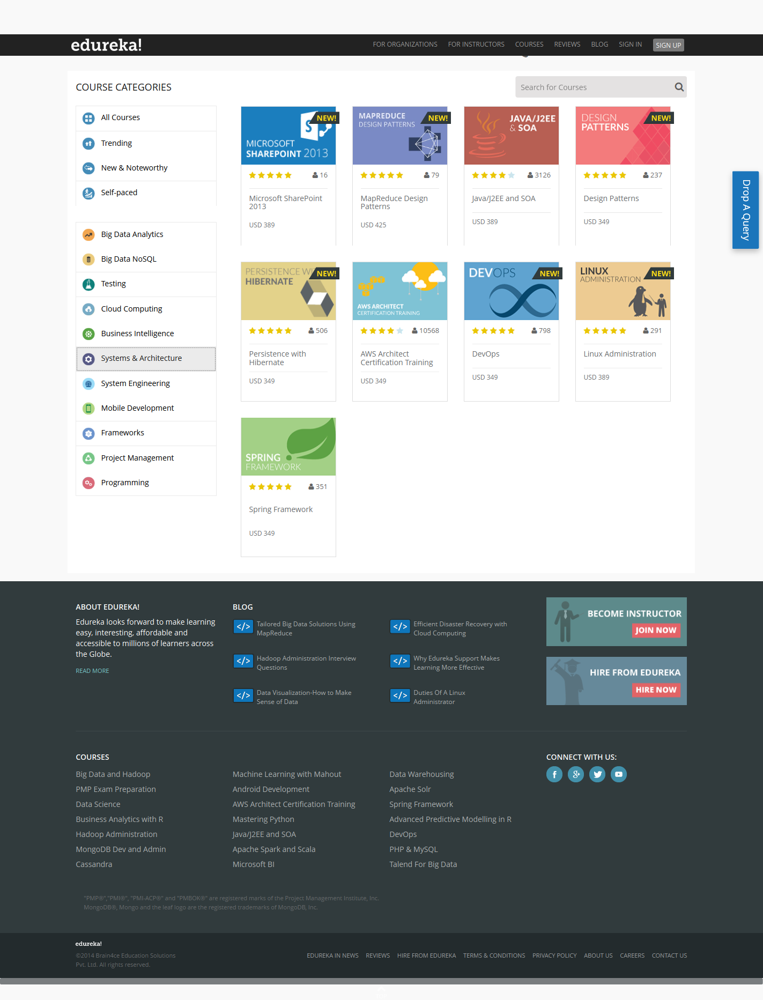 edureka!
FOR ORGANIZATIONS
FOR INSTRUCTORS
COURSES
REVIEWS
BLOG
SIGN IN
SIGN UP
COURSE CATEGORIES
Search for Courses
All Courses
Trending
New & Noteworthy
Self-paced
Big Data Analytics
Big Data NoSQL
Testing
Cloud Computing
Business Intelligence
Systems & Architecture
System Engineering
Mobile Development
Frameworks
Project Management
Programming
NEW!
MICROSOFT
SHAREPOINT 2013
16
Microsoft SharePoint
2013
USD 389
MAPREDUCE
DESIGN PATTERNS
NEW!
79
MapReduce Design
Patterns
USD 425
JAVA/J2EE
& SOA
3126
Java/J2EE and SOA
USD 389
DESIGN
PATTERNS
NEW!
237
Design Patterns
USD 349
Drop A Query
PERSISTENCE WI
HIBERNATE
NEW!
506
Persistence with
Hibernate
USD 349
AWS ARCHITECT
CERTIFICATION TRAINING
10568
AWS Architect
Certification Training
USD 349
DEVOPS
NEW!
798
DevOps
USD 349
LINUX
ADMINISTRATION
NEW!
291
Linux Administration
USD 389
SPRING
FRAMEWORK
351
Spring Framework
USD 349
ABOUT EDUREKA!
Edureka looks forward to make learning
easy, interesting, affordable and
accessible to millions of learners across
the Globe.
READ MORE
BLOG
</> Tailored Big Data Solutions Using
MapReduce
</> Efficient Disaster Recovery with
Cloud Computing
</> Hadoop Administration Interview
Questions
</> Why Edureka Support Makes
Learning More Effective
</> Data Visualization-How to Make
Sense of Data
</> Duties Of A Linux
Administrator
BECOME INSTRUCTOR
JOIN NOW
HIRE FROM EDUREKA
HIRE NOW
COURSES
Big Data and Hadoop
PMP Exam Preparation
Data Science
Business Analytics with R
Hadoop Administration
MongoDB Dev and Admin
Cassandra
Machine Learning with Mahout
Android Development
AWS Architect Certification Training
Mastering Python
Java/J2EE and SOA
Apache Spark and Scala
Microsoft BI
Data Warehousing
Apache Solr
Spring Framework
Advanced Predictive Modelling in R
DevOps
PHP & MySQL
Talend For Big Data
CONNECT WITH US:
"PMP®","PMI®", "PMI-ACP®" and "PMBOK®" are registered marks of the Project Management Institute, Inc.
MongoDB®, Mongo and the leaf logo are the registered trademarks of MongoDB, Inc.
edureka!
©2014 Brain4ce Education Solutions
Pvt. Ltd. All rights reserved.
EDUREKA IN NEWS
REVIEWS
HIRE FROM EDUREKA
TERMS & CONDITIONS
PRIVACY POLICY
ABOUT US
CAREERS
CONTACT US